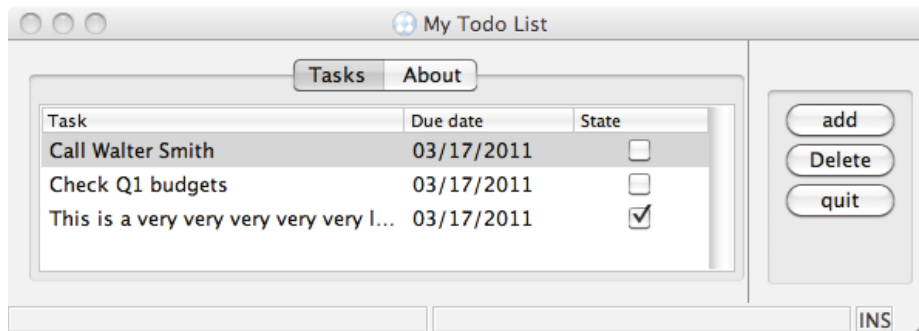 My Todo List
Tasks About
Task Due date State
Call Walter Smith 03/17/2011
Check Q1 budgets 03/17/2011
This is a very very very very very l... 03/17/2011
add
Delete
quit
INS